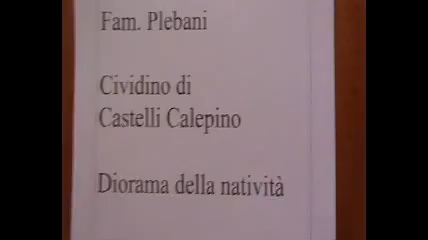 Fam. Plebani
Cividino di
Castelli Calepino
Diorama della natività